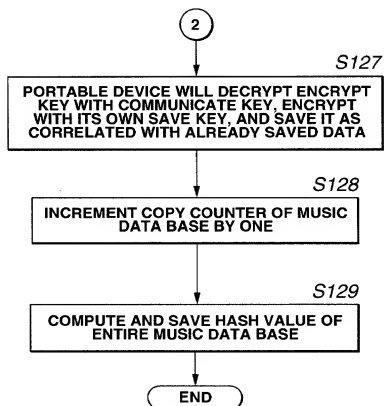 2
S127
PORTABLE DEVICE WILL DECRYPT ENCRYPT
KEY WITH COMMUNICATE KEY, ENCRYPT
WITH ITS OWN SAVE KEY, AND SAVE IT AS
CORRELATED WITH ALREADY SAVED DATA
S128
INCREMENT COPY COUNTER OF MUSIC
DATA BASE BY ONE
S129
COMPUTE AND SAVE HASH VALUE OF
ENTIRE MUSIC DATA BASE
END